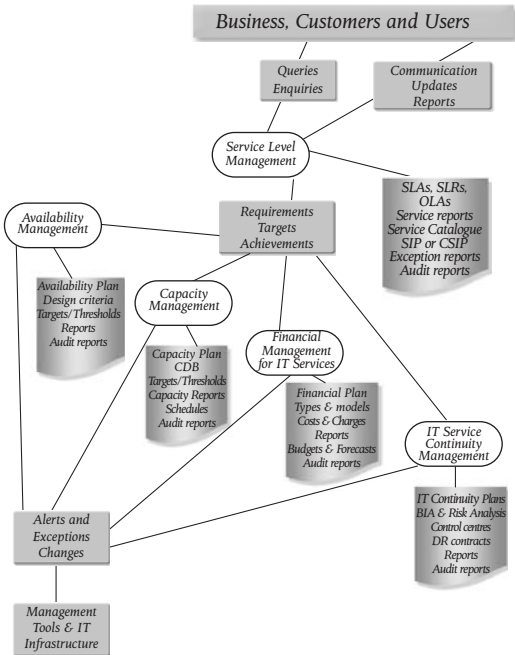 Business, Customers and Users
Queries
Enquiries
Communication
Updates
Reports
Service Level
Management
SLAs, SLRs,
OLAs
Service reports
Service Catalogue
SIP or CSIP
Exception reports
Audit reports
Availability
Management
Requirements
Targets
Achievements
Availability Plan
Design criteria
Targets/Thresholds
Reports
Audit reports
Capacity
Management
Capacity Plan
CDB
Targets/Thresholds
Capacity Reports
Schedules
Audit reports
Financial
Management
for IT Services
Financial Plan
Types & models
Costs & Charges
Reports
Budgets & Forecasts
Audit reports
IT Service
Continuity
Management
IT Continuity Plans
BIA & Risk Analysis
Control centres
DR contracts
Reports
Audit reports
Alerts and
Exceptions
Changes
Management
Tools & IT
Infrastructure